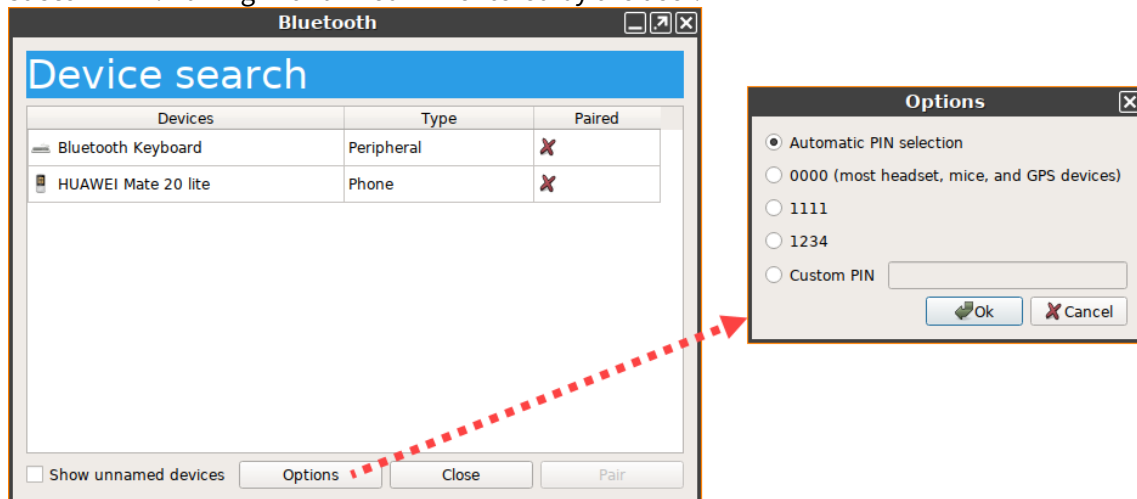 Bluetooth
Device search
Devices Type Paired
Bluetooth Keyboard Peripheral
HUAWEI Mate 20 lite Phone
Show unnamed devices Options Close Pair
Options
Automatic PIN selection
0000 (most headset, mice, and GPS devices)
1111
1234
Custom PIN
Ok Cancel